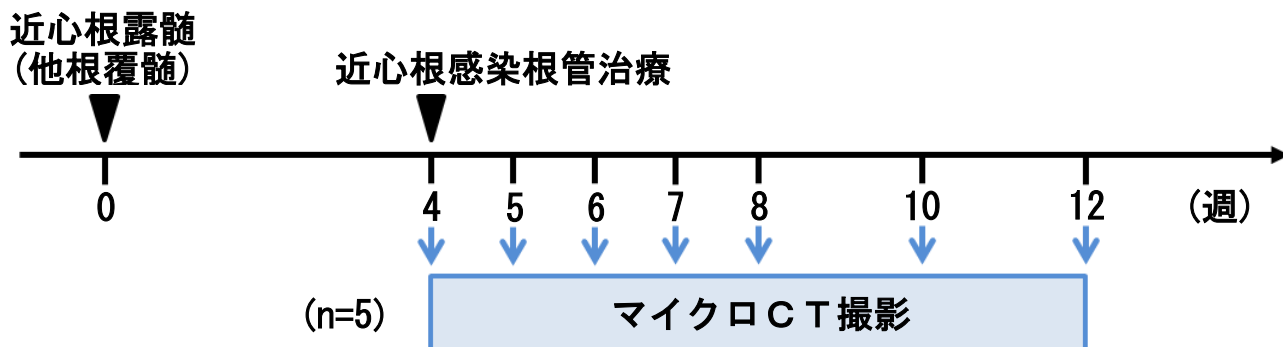 近心根露髄
(他根覆髄)
近心根感染根管治療
0 4 5 6 7 8 10 12 (週)
(n=5) マイクロＣＴ撮影